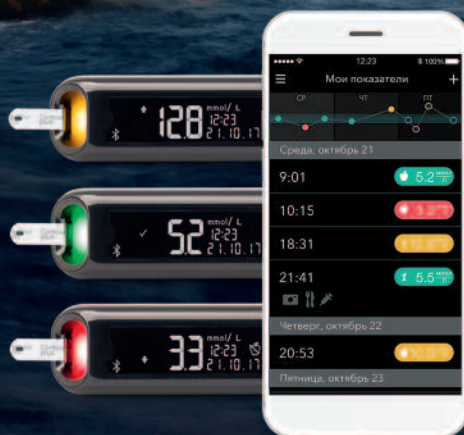 12.8 mmol/L
12:23
21.10.17
5.2 mmol/L
12:23
21.10.17
Contour
plus
3.3 mmol/L
12:23
21.10.17
12:23 100%
Мои показатели +
СР ЧТ ПТ
Среда, октябрь 21
9:01 5.2
10:15
18:31
21:41 5.5
Четверг, октябрь 22
20:53
Пятница, октябрь 23